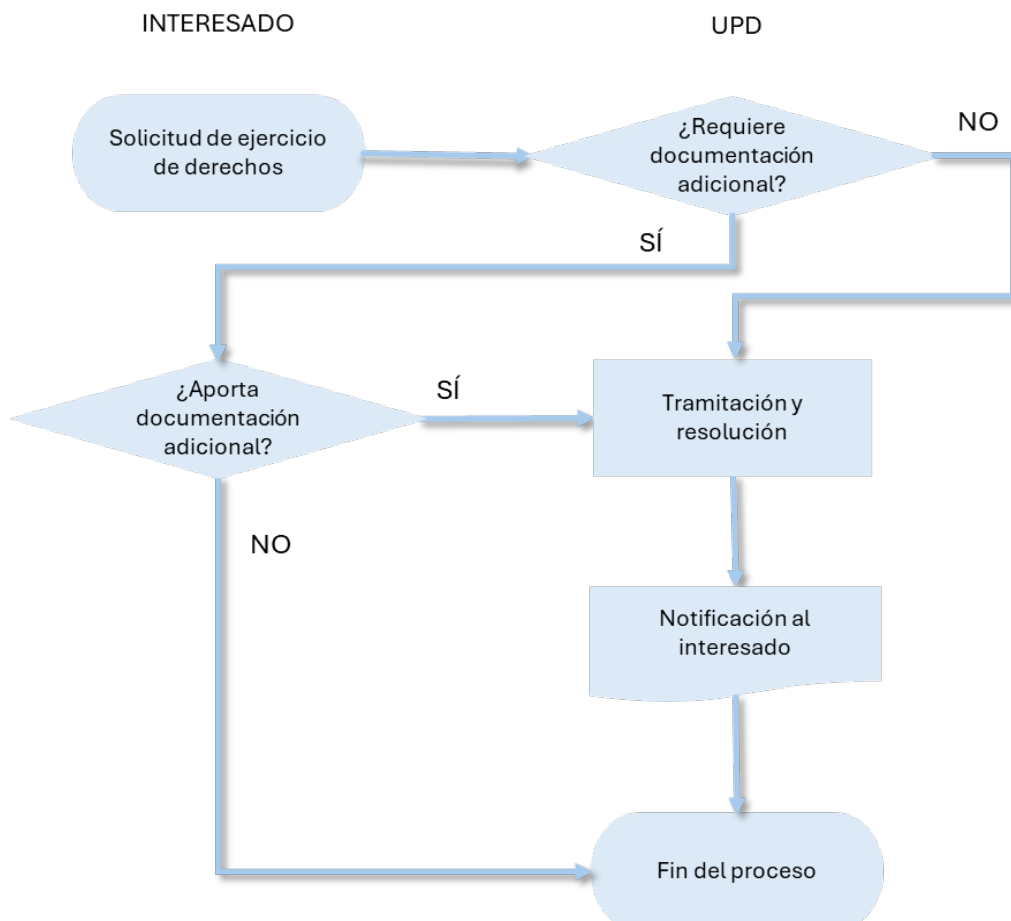 INTERESADO
UPD
Solicitud de ejercicio
de derechos
¿Requiere
documentación
adicional?
NO
SÍ
¿Aporta
documentación
adicional?
SÍ
Tramitación y
resolución
NO
Notificación al
interesado
Fin del proceso